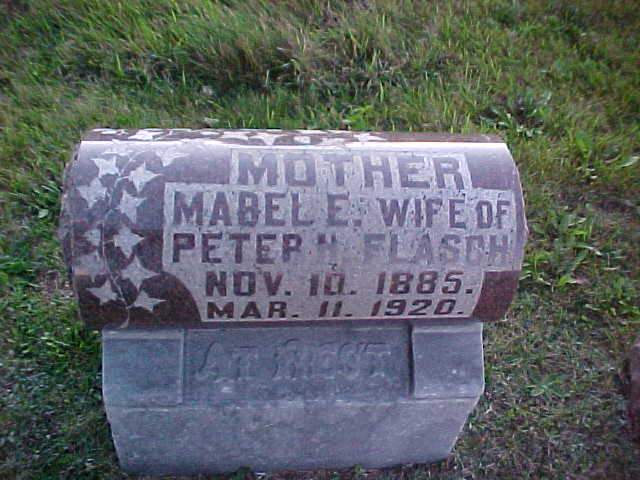 MOTHER
MABEL E. WIFE OF
PETER H. FLASCH
NOV. 10. 1885.
MAR. 11. 1920.
AT REST